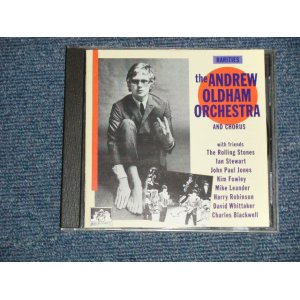 RARITIES
the ANDREW
OLDHAM
ORCHESTRA
AND CHORUS
with friends
The Rolling Stones
Ian Stewart
John Paul Jones
Kim Fowley
Mike Leander
Harry Robinson
David Whittaker
Charles Blackwell